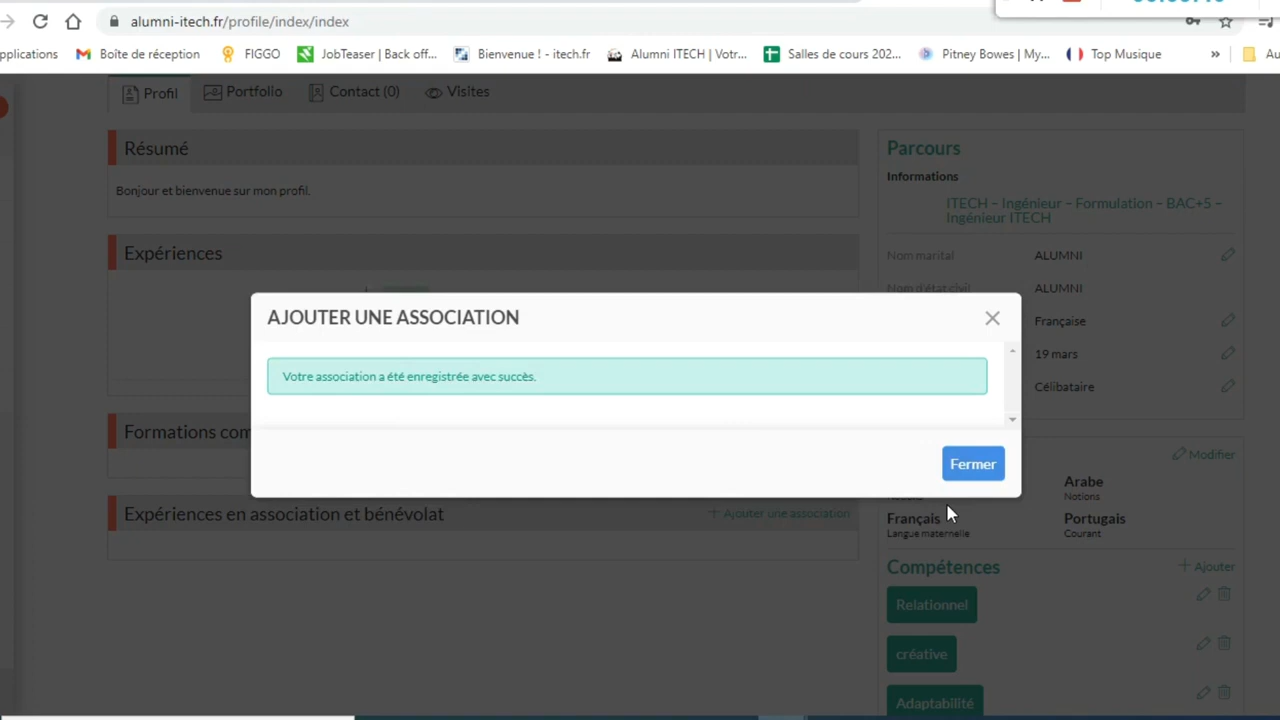 alumni-itech.fr/profile/index/index
Boîte de réception
FIGGO
JobTeaser | Back off...
Bienvenue ! - itech.fr
Alumni ITECH | Votr...
Salles de cours 202...
Pitney Bowes | My...
Top Musique
»
Profil
Portfolio
Contact (0)
Visites
Résumé
Bonjour et bienvenue sur mon profil.
Expériences
Formations com
Expériences en association et bénévolat
+ Ajouter une association
AJOUTER UNE ASSOCIATION
Votre association a été enregistrée avec succès.
Fermer
Parcours
Informations
ITECH – Ingénieur – Formulation – BAC+5 –
Ingénieur ITECH
Nom marital ALUMNI
Nom d'état civil ALUMNI
Française
19 mars
Célibataire
Modifier
Arabe
Notions
Français
Langue maternelle
Portugais
Courant
Compétences
+ Ajouter
Relationnel
créative
Adaptabilité